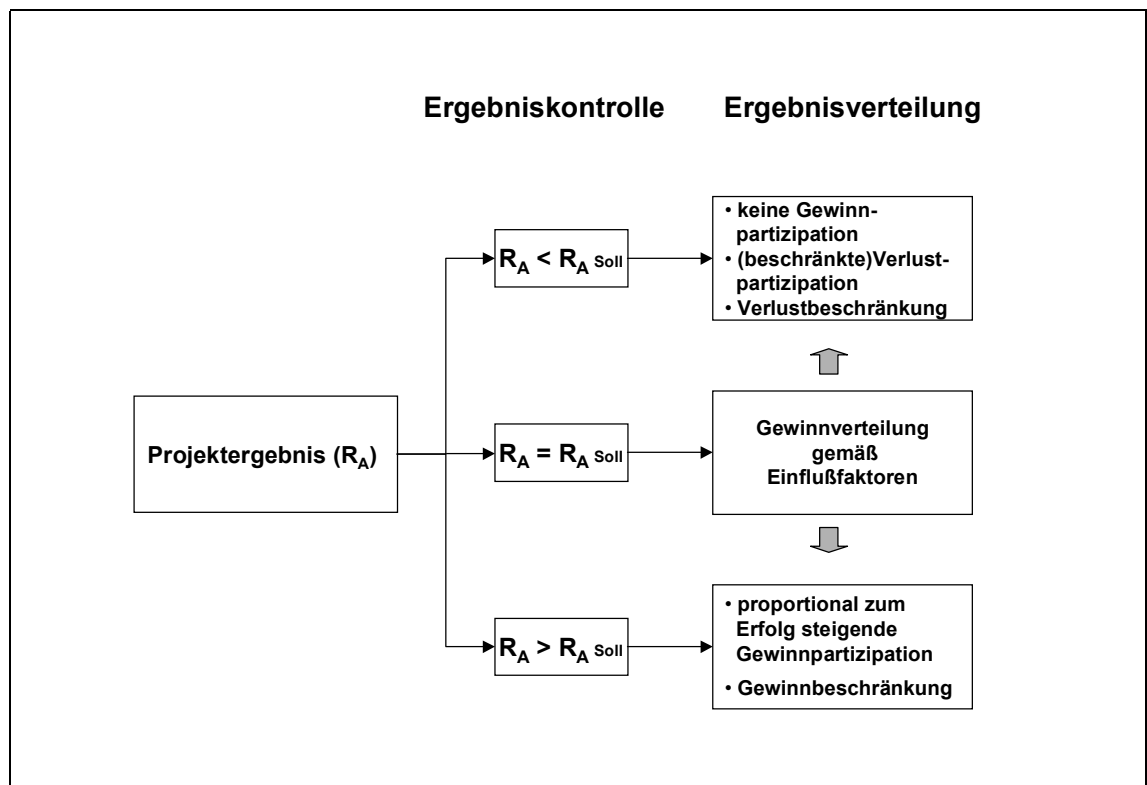 Ergebniskontrolle
Ergebnisverteilung
R_A < R_A Soll
• keine Gewinn-
partizipation
• (beschränkte)Verlust-
partizipation
• Verlustbeschränkung
Projektergebnis (R_A)
R_A = R_A Soll
Gewinnverteilung
gemäß
Einflußfaktoren
R_A > R_A Soll
• proportional zum
Erfolg steigende
Gewinnpartizipation
• Gewinnbeschränkung